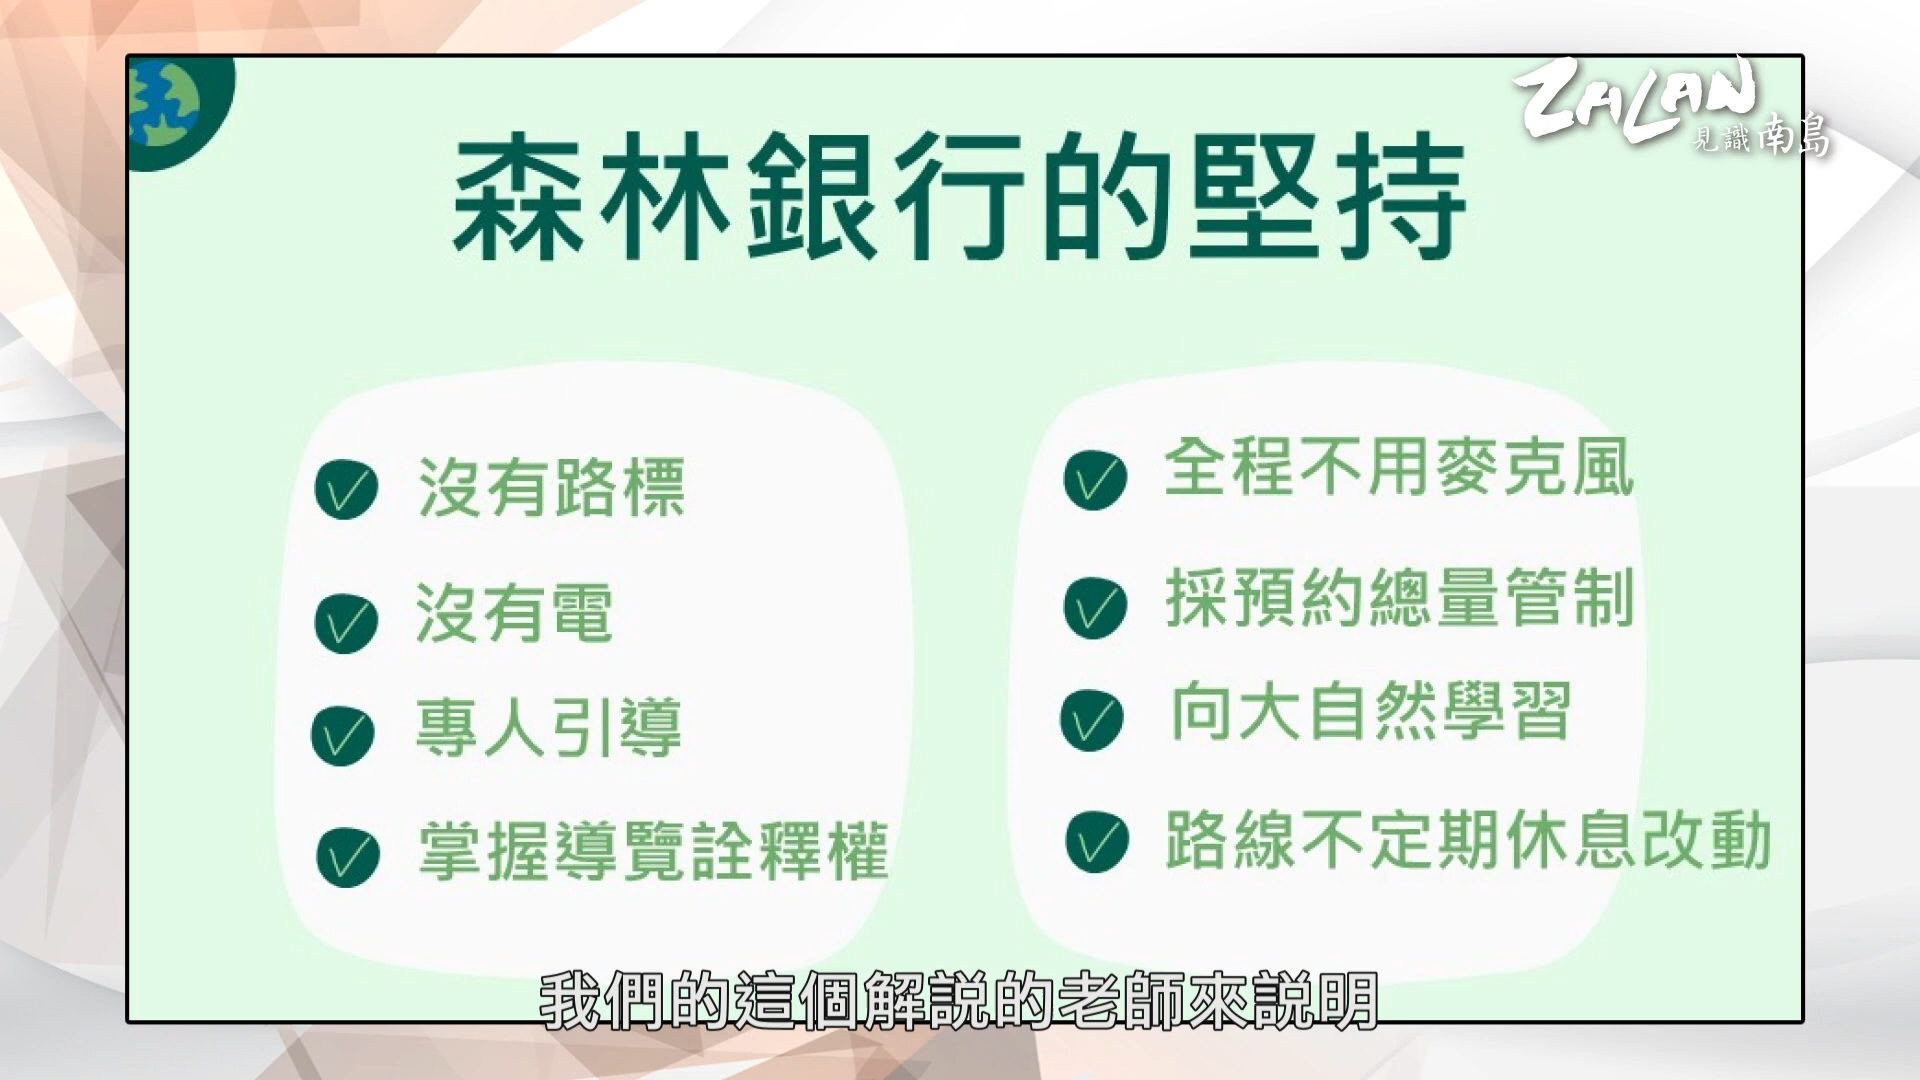 ZALAN
見識南島
森林銀行的堅持
沒有路標
沒有電
專人引導
掌握導覽詮釋權
全程不用麥克風
採預約總量管制
向大自然學習
路線不定期休息改動
我們的這個解說的老師來說明